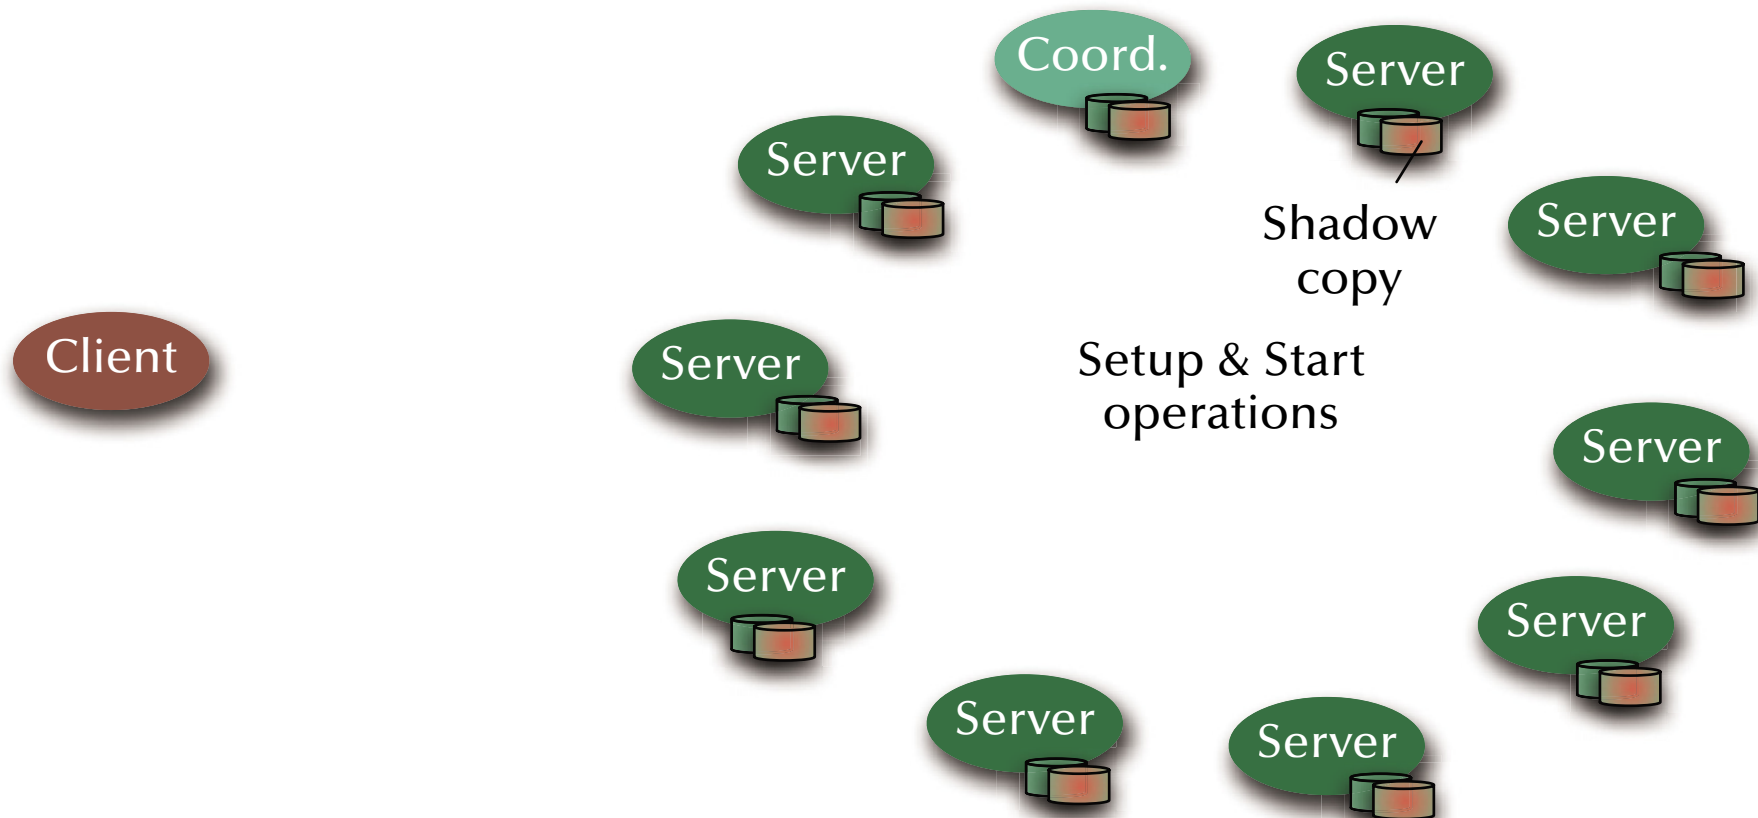 Coord.
Server
Server
Server
Shadow
copy
Client
Server
Setup & Start
operations
Server
Server
Server
Server
Server